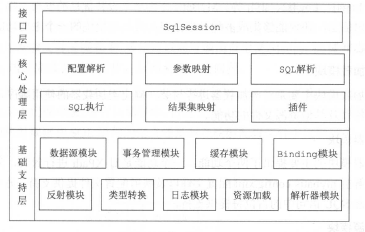 接口层
SqlSession
核心处理层
配置解析
参数映射
SQL解析
SQL执行
结果集映射
插件
基础支持层
数据源模块
事务管理模块
缓存模块
Binding模块
反射模块
类型转换
日志模块
资源加载
解析器模块